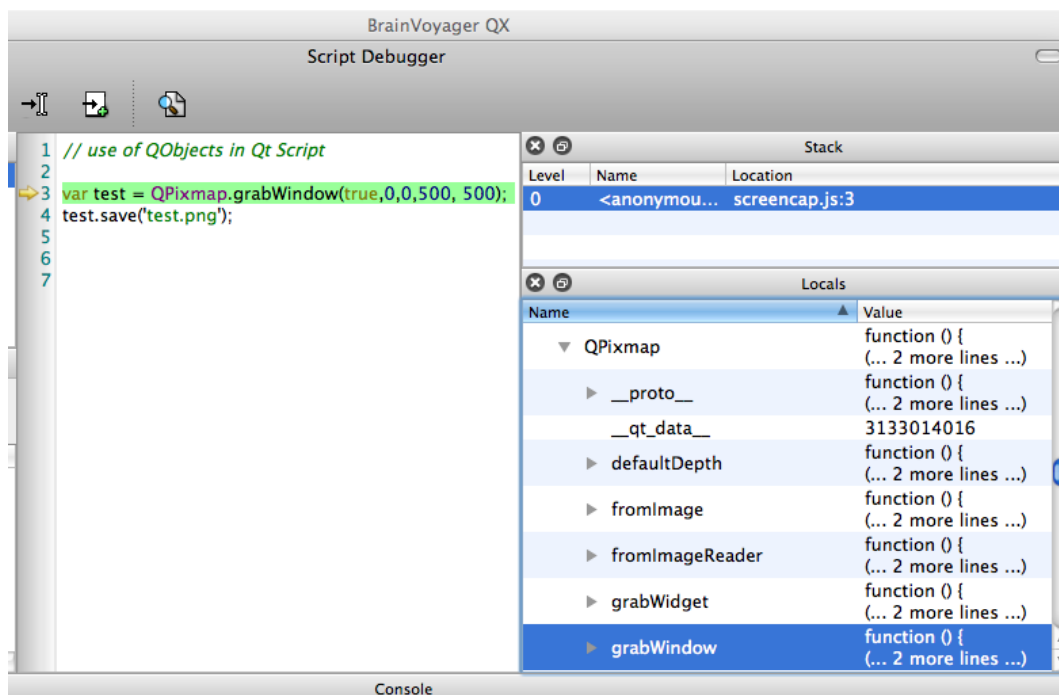 BrainVoyager QX
Script Debugger
1 // use of QObjects in Qt Script
2
3 var test = QPixmap.grabWindow(true,0,0,500, 500);
4 test.save('test.png');
5
6
7
Stack
Level Name Location
0 <anonymou... screencap.js:3
Locals
Name Value
QPixmap function () {
(... 2 more lines ...)
__proto__ function () {
(... 2 more lines ...)
__qt_data__ 3133014016
defaultDepth function () {
(... 2 more lines ...)
fromImage function () {
(... 2 more lines ...)
fromImageReader function () {
(... 2 more lines ...)
grabWidget function () {
(... 2 more lines ...)
grabWindow function () {
(... 2 more lines ...)
Console